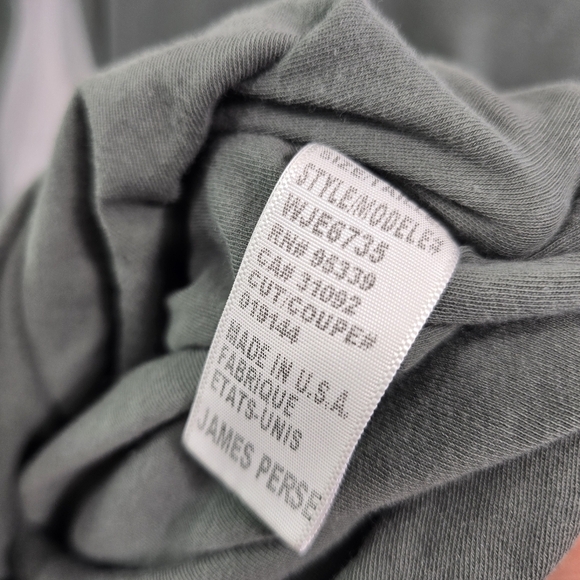 STYLE/MODELE#
WJE6735
RN# 95339
CA# 31092
CUT/COUPE#
019144
MADE IN U.S.A.
FABRIQUE
ETATS-UNIS
JAMES PERSE